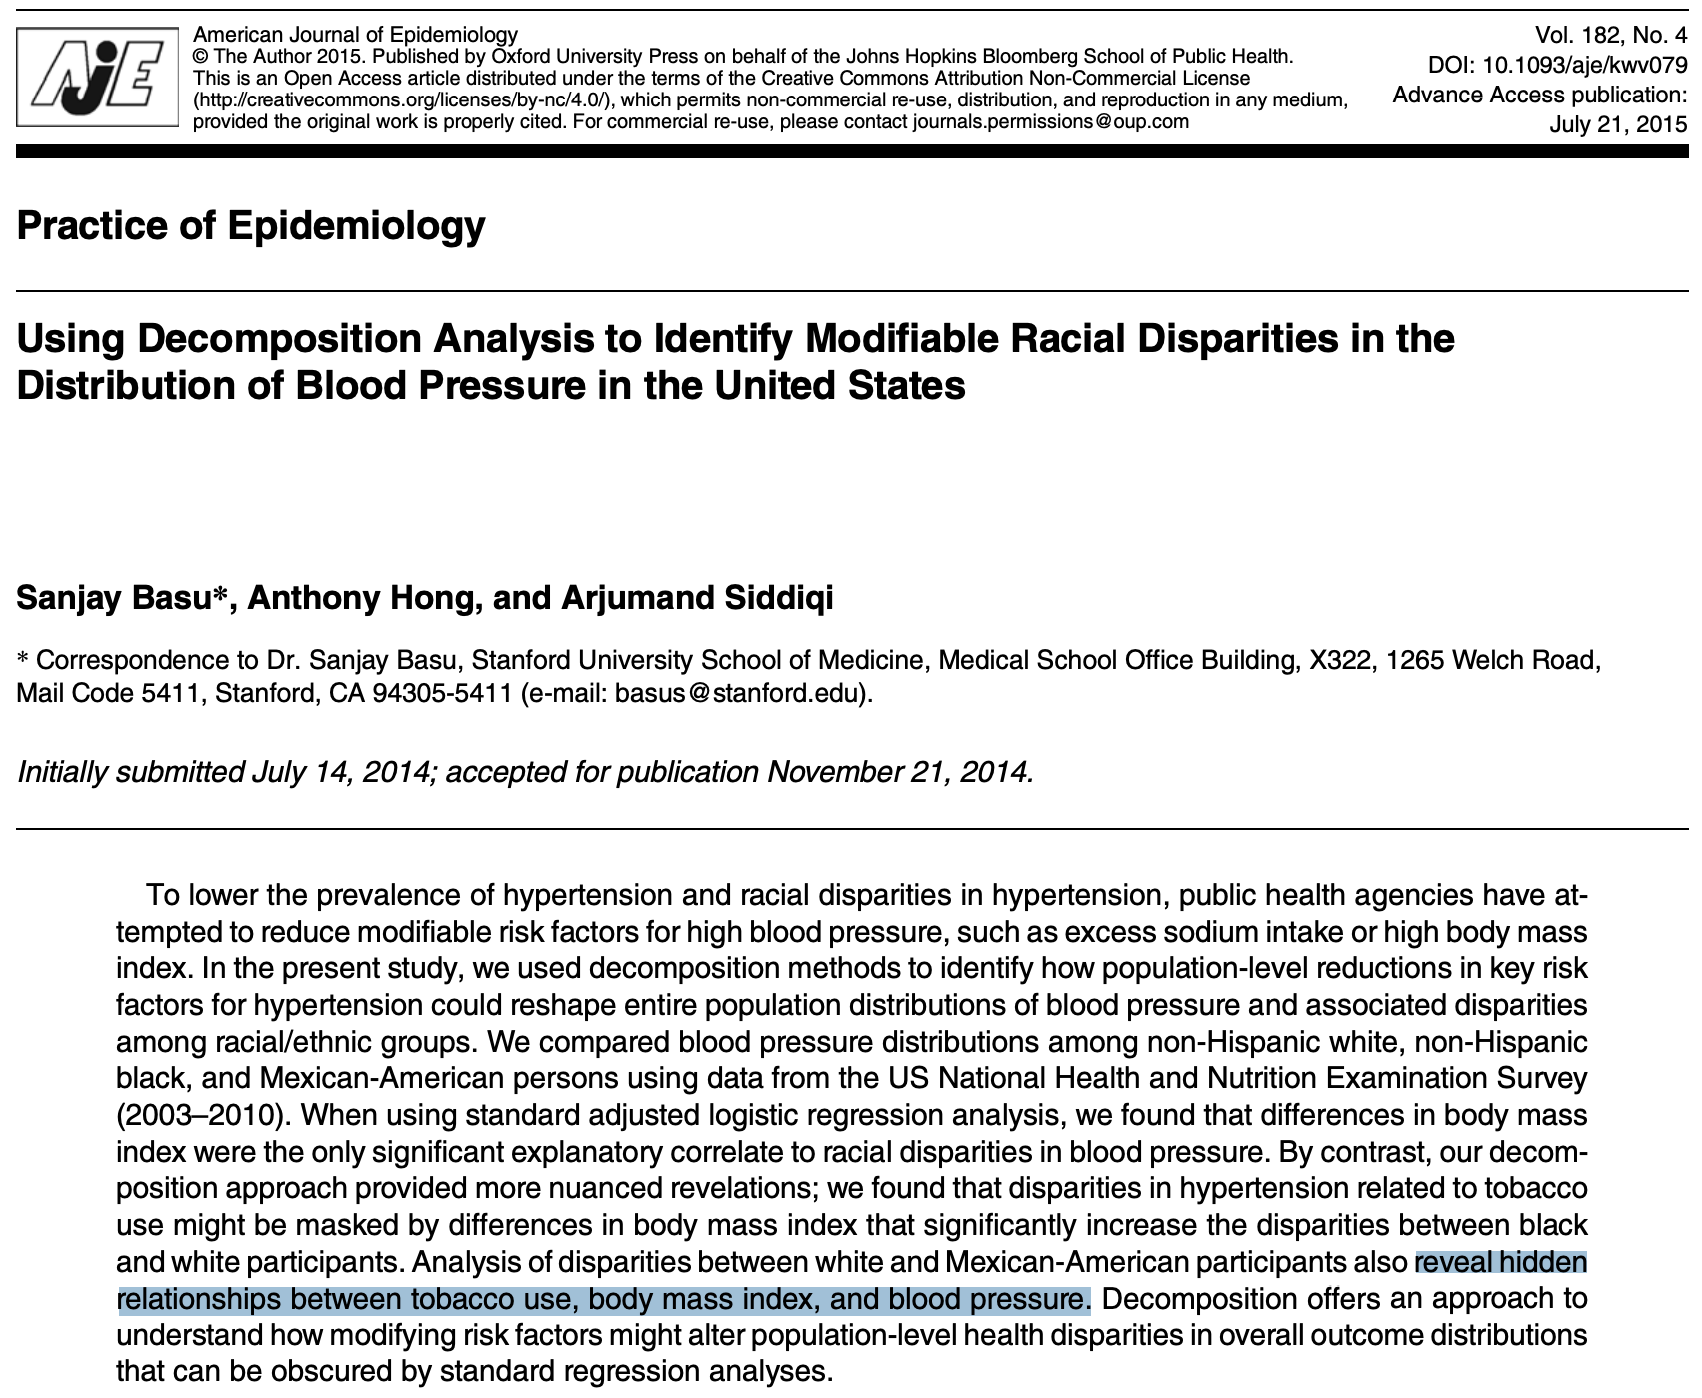 AJE
American Journal of Epidemiology
© The Author 2015. Published by Oxford University Press on behalf of the Johns Hopkins Bloomberg School of Public Health.
This is an Open Access article distributed under the terms of the Creative Commons Attribution Non-Commercial License
(http://creativecommons.org/licenses/by-nc/4.0/), which permits non-commercial re-use, distribution, and reproduction in any medium,
provided the original work is properly cited. For commercial re-use, please contact journals.permissions@oup.com
Vol. 182, No. 4
DOI: 10.1093/aje/kwv079
Advance Access publication:
July 21, 2015
Practice of Epidemiology
Using Decomposition Analysis to Identify Modifiable Racial Disparities in the
Distribution of Blood Pressure in the United States
Sanjay Basu*, Anthony Hong, and Arjumand Siddiqi
* Correspondence to Dr. Sanjay Basu, Stanford University School of Medicine, Medical School Office Building, X322, 1265 Welch Road,
Mail Code 5411, Stanford, CA 94305-5411 (e-mail: basus@stanford.edu).
Initially submitted July 14, 2014; accepted for publication November 21, 2014.
To lower the prevalence of hypertension and racial disparities in hypertension, public health agencies have at-
tempted to reduce modifiable risk factors for high blood pressure, such as excess sodium intake or high body mass
index. In the present study, we used decomposition methods to identify how population-level reductions in key risk
factors for hypertension could reshape entire population distributions of blood pressure and associated disparities
among racial/ethnic groups. We compared blood pressure distributions among non-Hispanic white, non-Hispanic
black, and Mexican-American persons using data from the US National Health and Nutrition Examination Survey
(2003–2010). When using standard adjusted logistic regression analysis, we found that differences in body mass
index were the only significant explanatory correlate to racial disparities in blood pressure. By contrast, our decom-
position approach provided more nuanced revelations; we found that disparities in hypertension related to tobacco
use might be masked by differences in body mass index that significantly increase the disparities between black
and white participants. Analysis of disparities between white and Mexican-American participants also reveal hidden
relationships between tobacco use, body mass index, and blood pressure. Decomposition offers an approach to
understand how modifying risk factors might alter population-level health disparities in overall outcome distributions
that can be obscured by standard regression analyses.